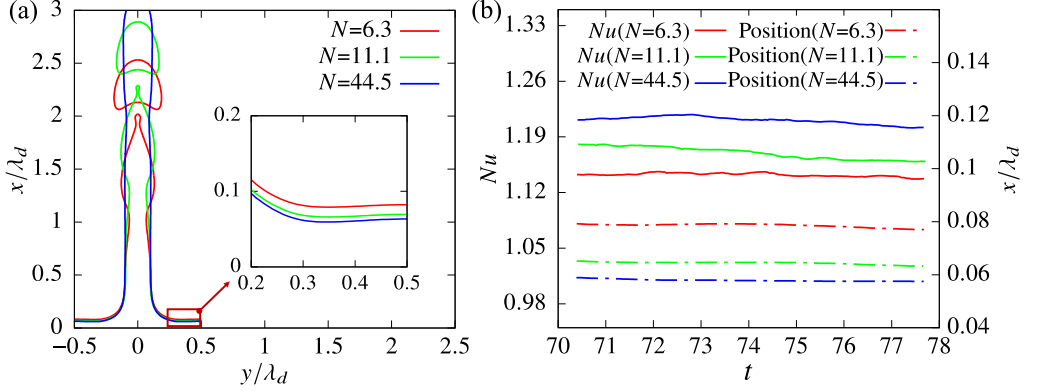 (a)
3
2.5
2
1.5
1
0.5
0
x/λd
−0.5 0 0.5 1 1.5 2 2.5
y/λd
N=6.3
N=11.1
N=44.5
0.2
0.1
0
0.2 0.3 0.4 0.5
(b)
1.33
1.26
1.19
1.12
1.05
0.98
Nu
Nu(N=6.3) Position(N=6.3)
Nu(N=11.1) Position(N=11.1)
Nu(N=44.5) Position(N=44.5)
0.14
0.12
0.1
0.08
0.06
0.04
x/λd
70 71 72 73 74 75 76 77 78
t